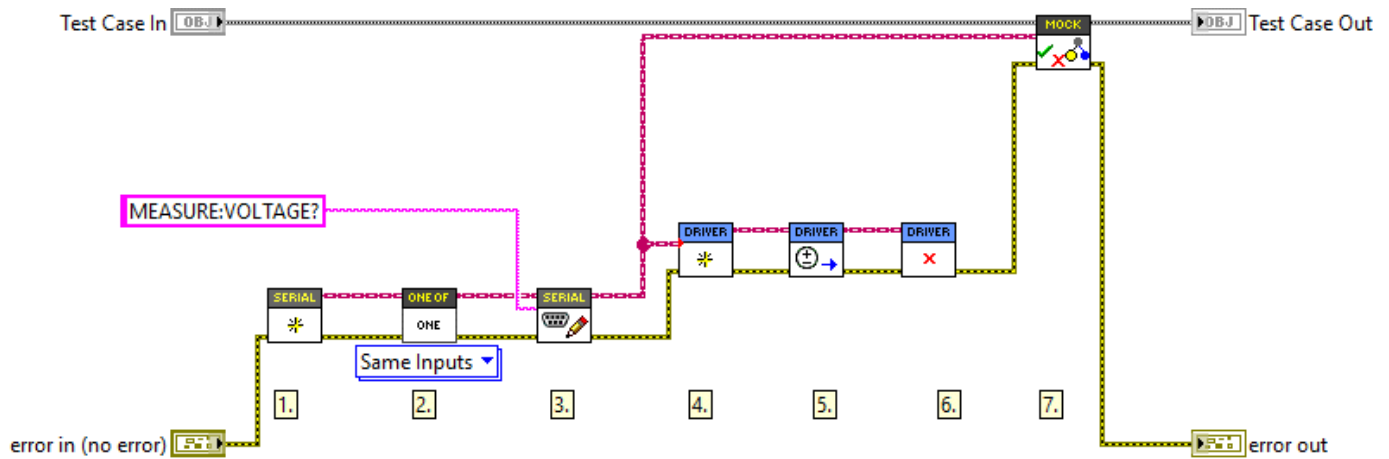 Test Case In
OBJ
MOCK
OBJ
Test Case Out
MEASURE:VOLTAGE?
DRIVER
DRIVER
DRIVER
SERIAL
ONE OF
SERIAL
ONE
Same Inputs
1.
2.
3.
4.
5.
6.
7.
error in (no error)
error out